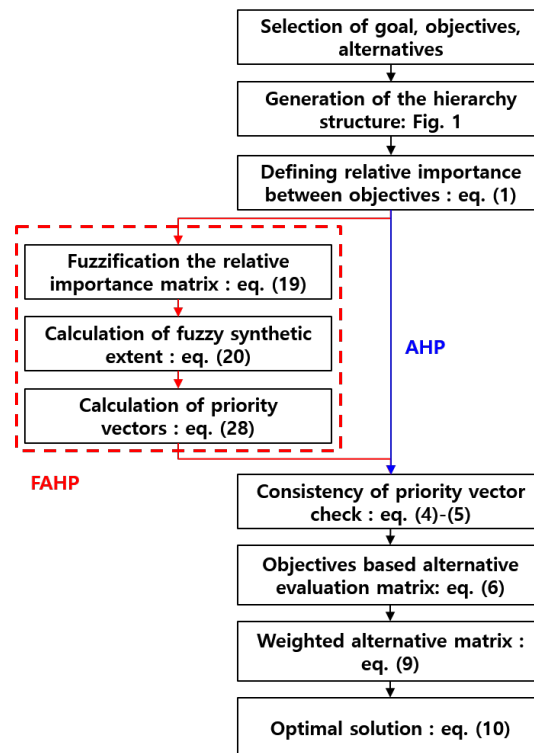 Selection of goal, objectives,
alternatives
Generation of the hierarchy
structure: Fig. 1
Defining relative importance
between objectives : eq. (1)
Fuzzification the relative
importance matrix : eq. (19)
Calculation of fuzzy synthetic
extent : eq. (20)
AHP
Calculation of priority
vectors : eq. (28)
FAHP
Consistency of priority vector
check : eq. (4)-(5)
Objectives based alternative
evaluation matrix: eq. (6)
Weighted alternative matrix :
eq. (9)
Optimal solution : eq. (10)